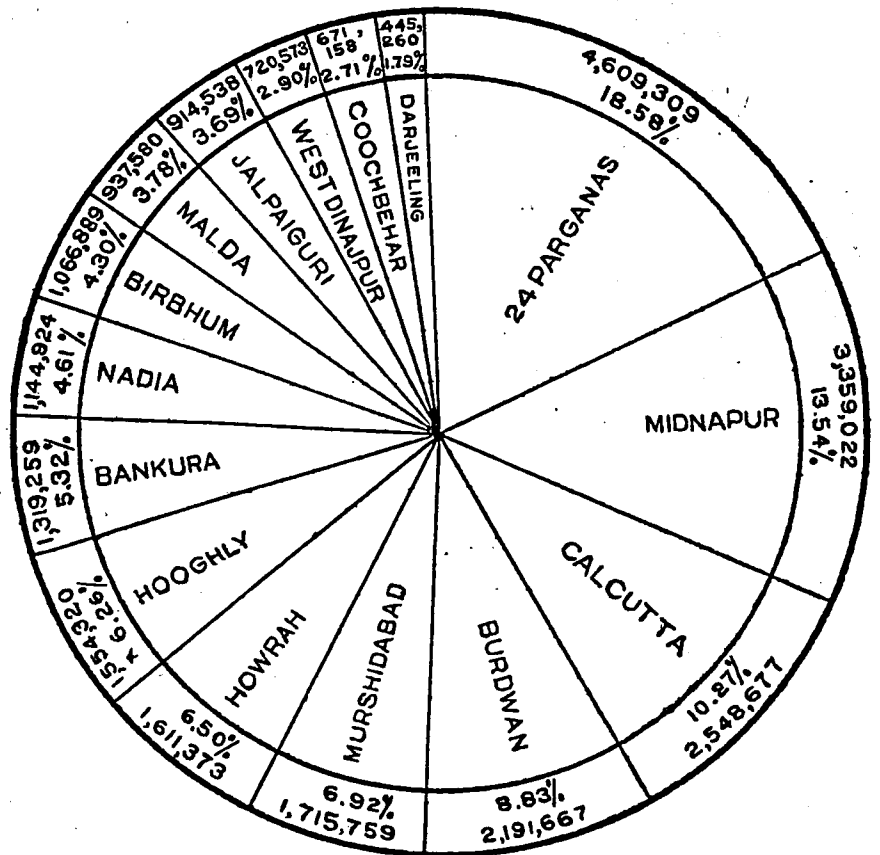 4,609,309
18.58%
24 PARGANAS
3,359,022
13.54%
MIDNAPUR
CALCUTTA
10.27%
2,548,677
BURDWAN
8.83%
2,191,667
MURSHIDABAD
6.92%
1,715,759
HOWRAH
6.50%
1,611,373
HOOGHLY
1,554,320
6.26%
BANKURA
1,319,259
5.32%
NADIA
1,144,924
4.61%
BIRBHUM
1,066,889
4.30%
MALDA
937,580
3.78%
JALPAIGURI
914,538
3.69%
WEST DINAJPUR
720,573
2.90%
COOCHBEHAR
671,
158
2.71%
DARJEELING
445,
260
1.79%